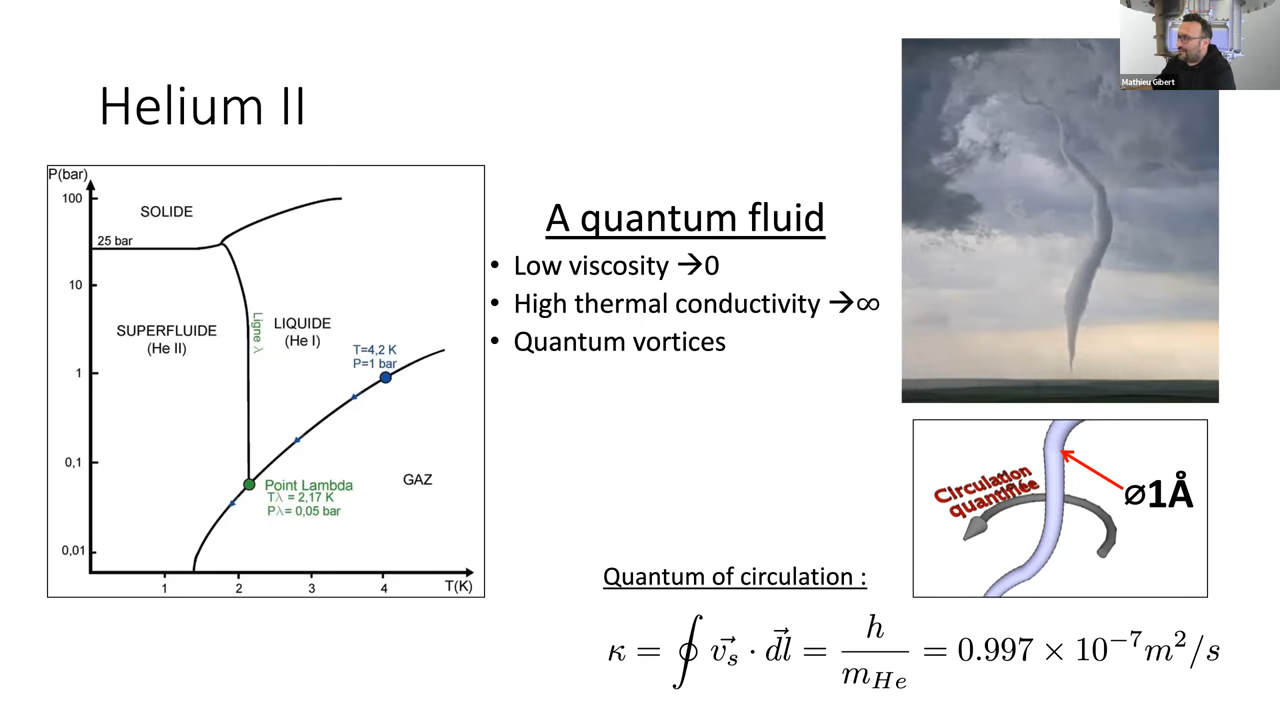 Mathieu Gibert
Helium II
P(bar)
100
SOLIDE
25 bar
10
SUPERFLUIDE
(He II)
Ligne λ
LIQUIDE
(He I)
T=4,2 K
P=1 bar
1
0,1
Point Lambda
Tλ = 2,17 K
Pλ= 0,05 bar
GAZ
0,01
1 2 3 4 T(K)
A quantum fluid
• Low viscosity →0
• High thermal conductivity →∞
• Quantum vortices
Circulation
quantifiée
⌀1Å
Quantum of circulation :
κ = ∮ v⃗s · d⃗l = h / mHe = 0.997 × 10⁻⁷m²/s